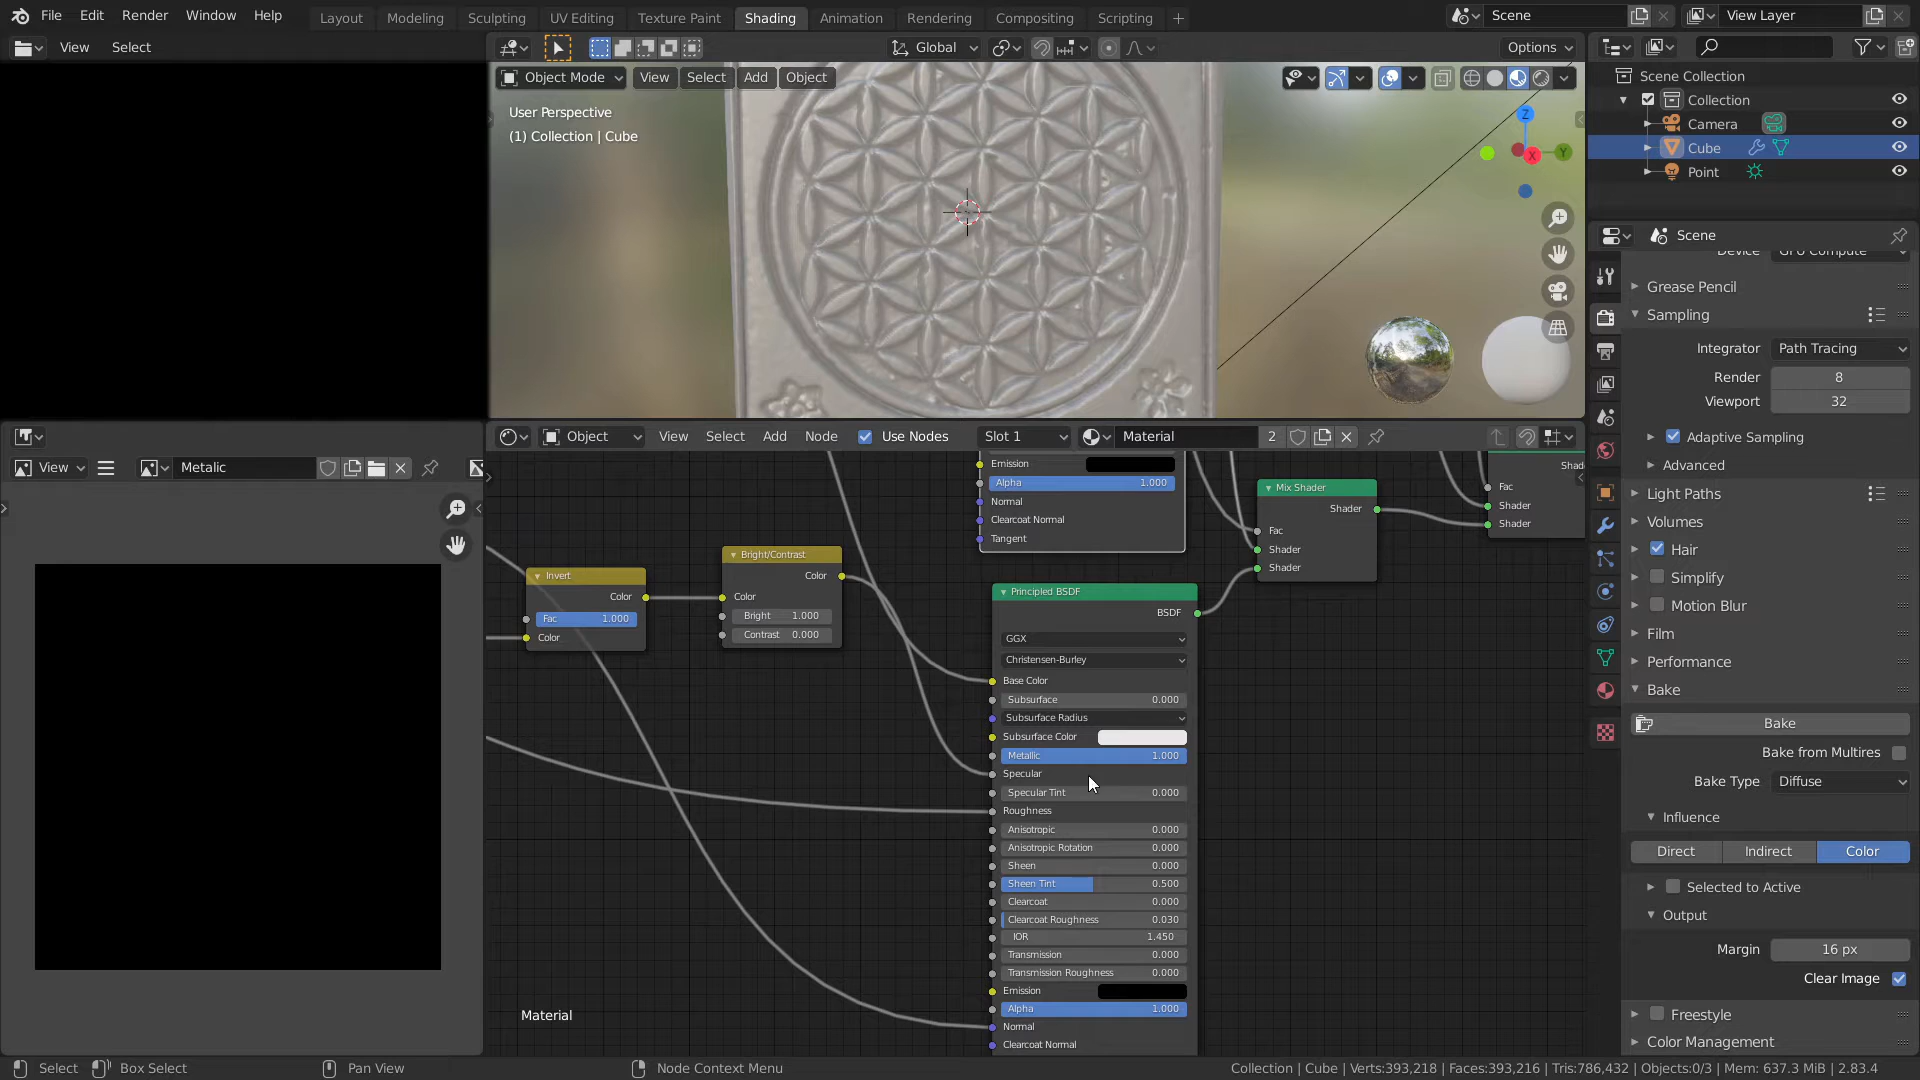 File Edit Render Window Help Layout Modeling Sculpting UV Editing Texture Paint Shading Animation Rendering Compositing Scripting + Scene View Layer
View Select Global Options
Object Mode View Select Add Object Scene Collection
Collection
User Perspective
(1) Collection | Cube
Camera
Cube
Point
Z
X
Y
Scene
Grease Pencil
Sampling
Integrator Path Tracing
Render 8
Viewport 32
Adaptive Sampling
Advanced
Light Paths
Volumes
Hair
Simplify
Motion Blur
Film
Performance
Bake
Bake
Bake from Multires
Bake Type Diffuse
Influence
Direct Indirect Color
Selected to Active
Output
Margin 16 px
Clear Image
Freestyle
Color Management
Object View Select Add Node Use Nodes Slot 1 Material 2
View Metalic
Emission
Alpha 1.000
Normal
Clearcoat Normal
Tangent
Mix Shader
Shader
Fac
Shader
Shader
Fac
Shader
Shader
Invert
Color
Fac 1.000
Color
Bright/Contrast
Color
Color
Bright 1.000
Contrast 0.000
Principled BSDF
BSDF
GGX
Christensen-Burley
Base Color
Subsurface 0.000
Subsurface Radius
Subsurface Color
Metallic 1.000
Specular
Specular Tint 0.000
Roughness
Anisotropic 0.000
Anisotropic Rotation 0.000
Sheen 0.000
Sheen Tint 0.500
Clearcoat 0.000
Clearcoat Roughness 0.030
IOR 1.450
Transmission 0.000
Transmission Roughness 0.000
Emission
Alpha 1.000
Normal
Clearcoat Normal
Material
Select Box Select Pan View Node Context Menu Collection | Cube | Verts:393,218 | Faces:393,216 | Tris:786,432 | Objects:0/3 | Mem: 637.3 MiB | 2.83.4